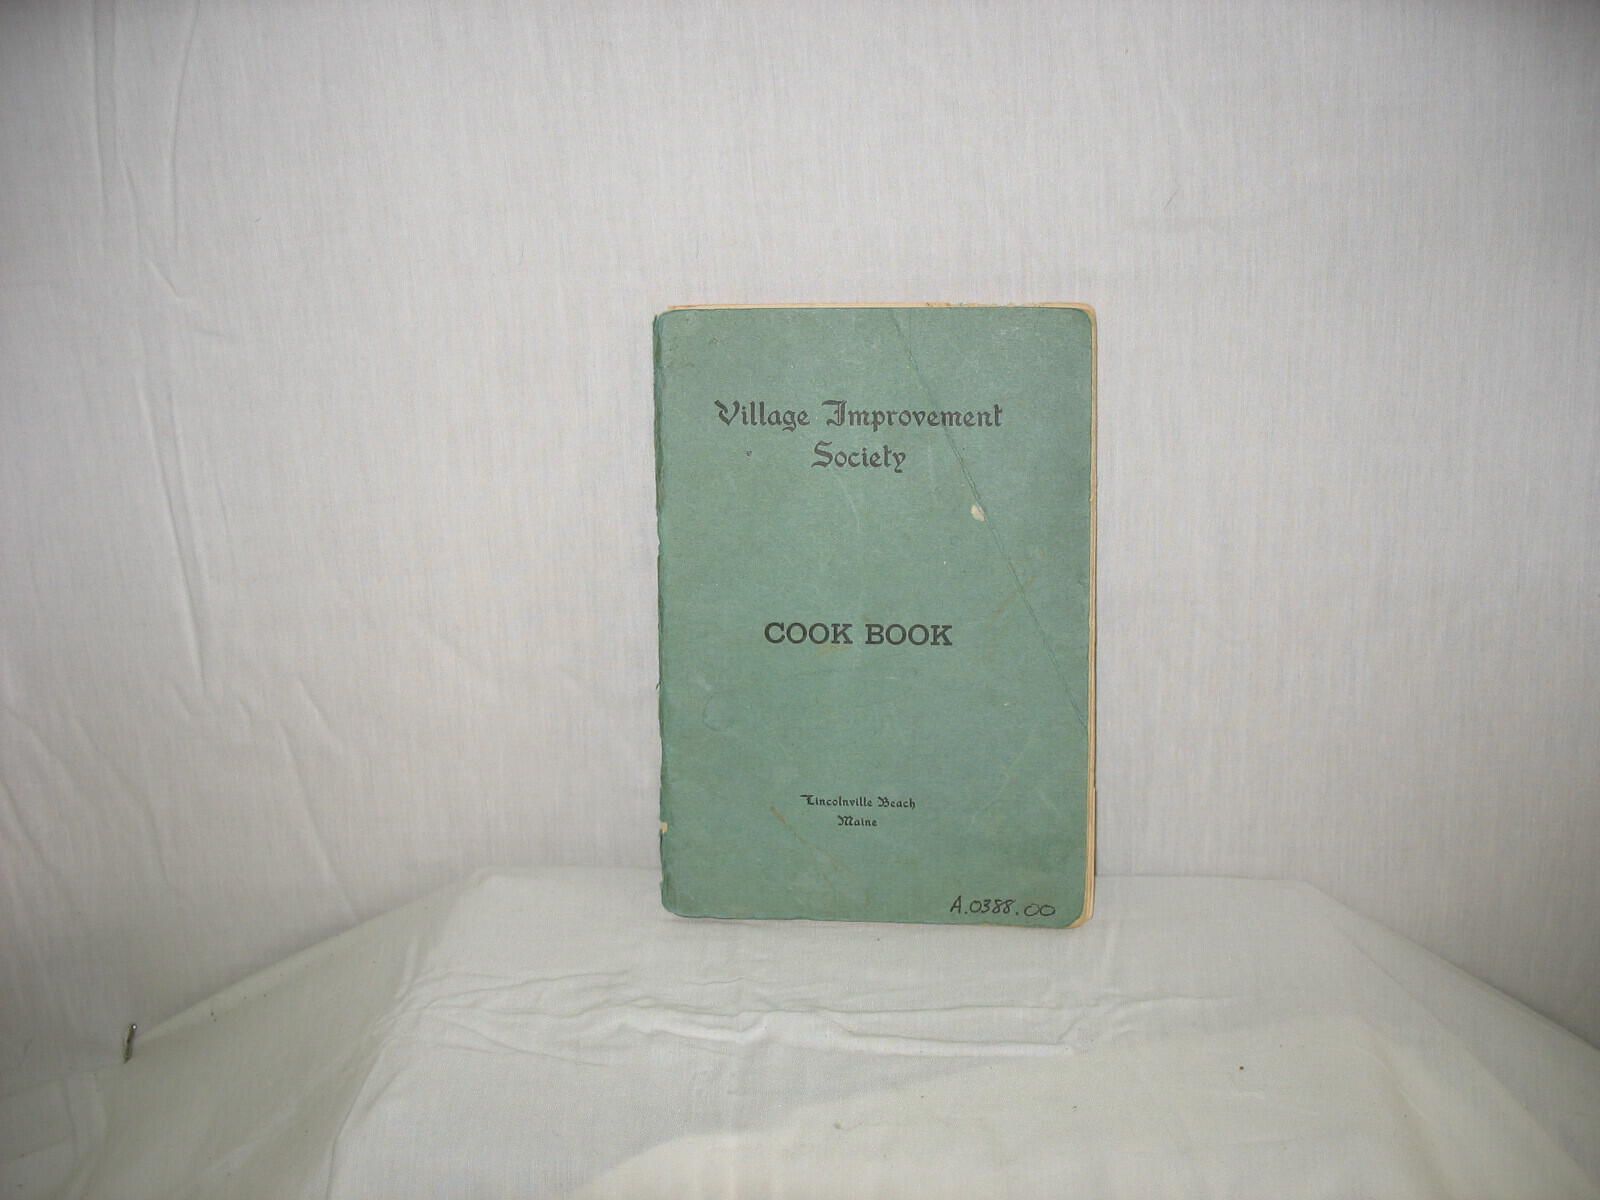 Village Improvement
Society
COOK BOOK
Lincolnville Beach
Maine
A.0388.00